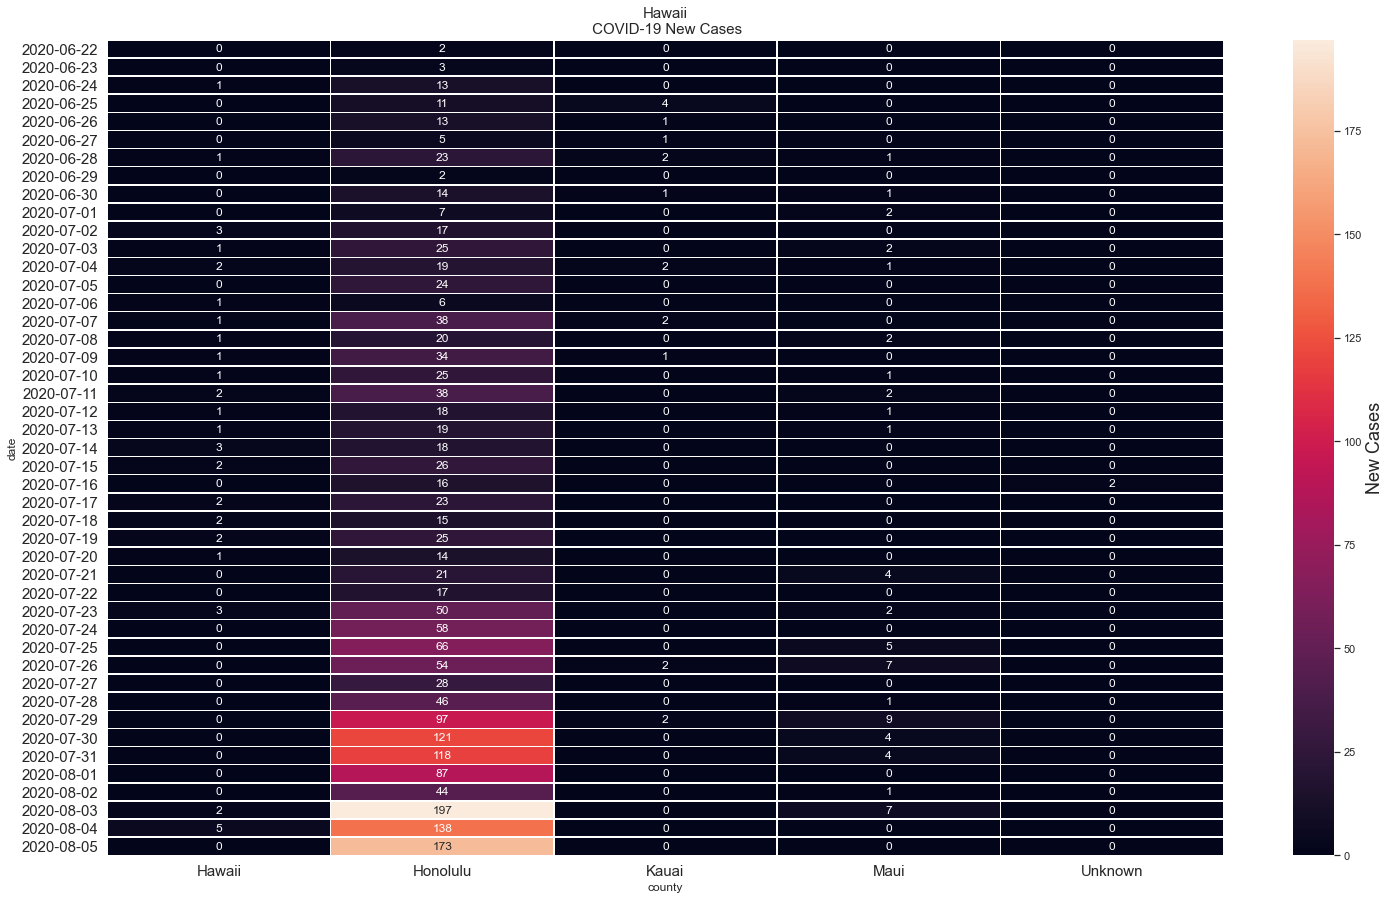 Hawaii
COVID-19 New Cases
2020-06-22 0 2 0 0 0
2020-06-23 0 3 0 0 0
2020-06-24 1 13 0 0 0
2020-06-25 0 11 4 0 0
2020-06-26 0 13 1 0 0
2020-06-27 0 5 1 0 0
2020-06-28 1 23 2 1 0
2020-06-29 0 2 0 0 0
2020-06-30 0 14 1 1 0
2020-07-01 0 7 0 2 0
2020-07-02 3 17 0 0 0
2020-07-03 1 25 0 2 0
2020-07-04 2 19 2 1 0
2020-07-05 0 24 0 0 0
2020-07-06 1 6 0 0 0
2020-07-07 1 38 2 0 0
2020-07-08 1 20 0 2 0
2020-07-09 1 34 1 0 0
2020-07-10 1 25 0 1 0
2020-07-11 2 38 0 2 0
2020-07-12 1 18 0 1 0
2020-07-13 1 19 0 1 0
2020-07-14 3 18 0 0 0
2020-07-15 2 26 0 0 0
2020-07-16 0 16 0 0 2
2020-07-17 2 23 0 0 0
2020-07-18 2 15 0 0 0
2020-07-19 2 25 0 0 0
2020-07-20 1 14 0 0 0
2020-07-21 0 21 0 4 0
2020-07-22 0 17 0 0 0
2020-07-23 3 50 0 2 0
2020-07-24 0 58 0 0 0
2020-07-25 0 66 0 5 0
2020-07-26 0 54 2 7 0
2020-07-27 0 28 0 0 0
2020-07-28 0 46 0 1 0
2020-07-29 0 97 2 9 0
2020-07-30 0 121 0 4 0
2020-07-31 0 118 0 4 0
2020-08-01 0 87 0 0 0
2020-08-02 0 44 0 1 0
2020-08-03 2 197 0 7 0
2020-08-04 5 138 0 0 0
2020-08-05 0 173 0 0 0
Hawaii Honolulu Kauai Maui Unknown
county
date
175
150
125
100
75
50
25
0
New Cases